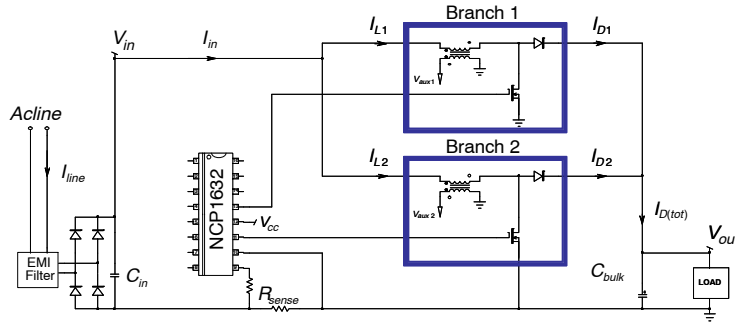 Branch 1
I_L1
I_D1
V_in
I_in
V_aux1
Acline
Branch 2
I_L2
I_D2
I_line
NCP1632
V_cc
V_aux 2
I_D(tot)
V_ou
EMI
Filter
C_in
R_sense
C_bulk
LOAD